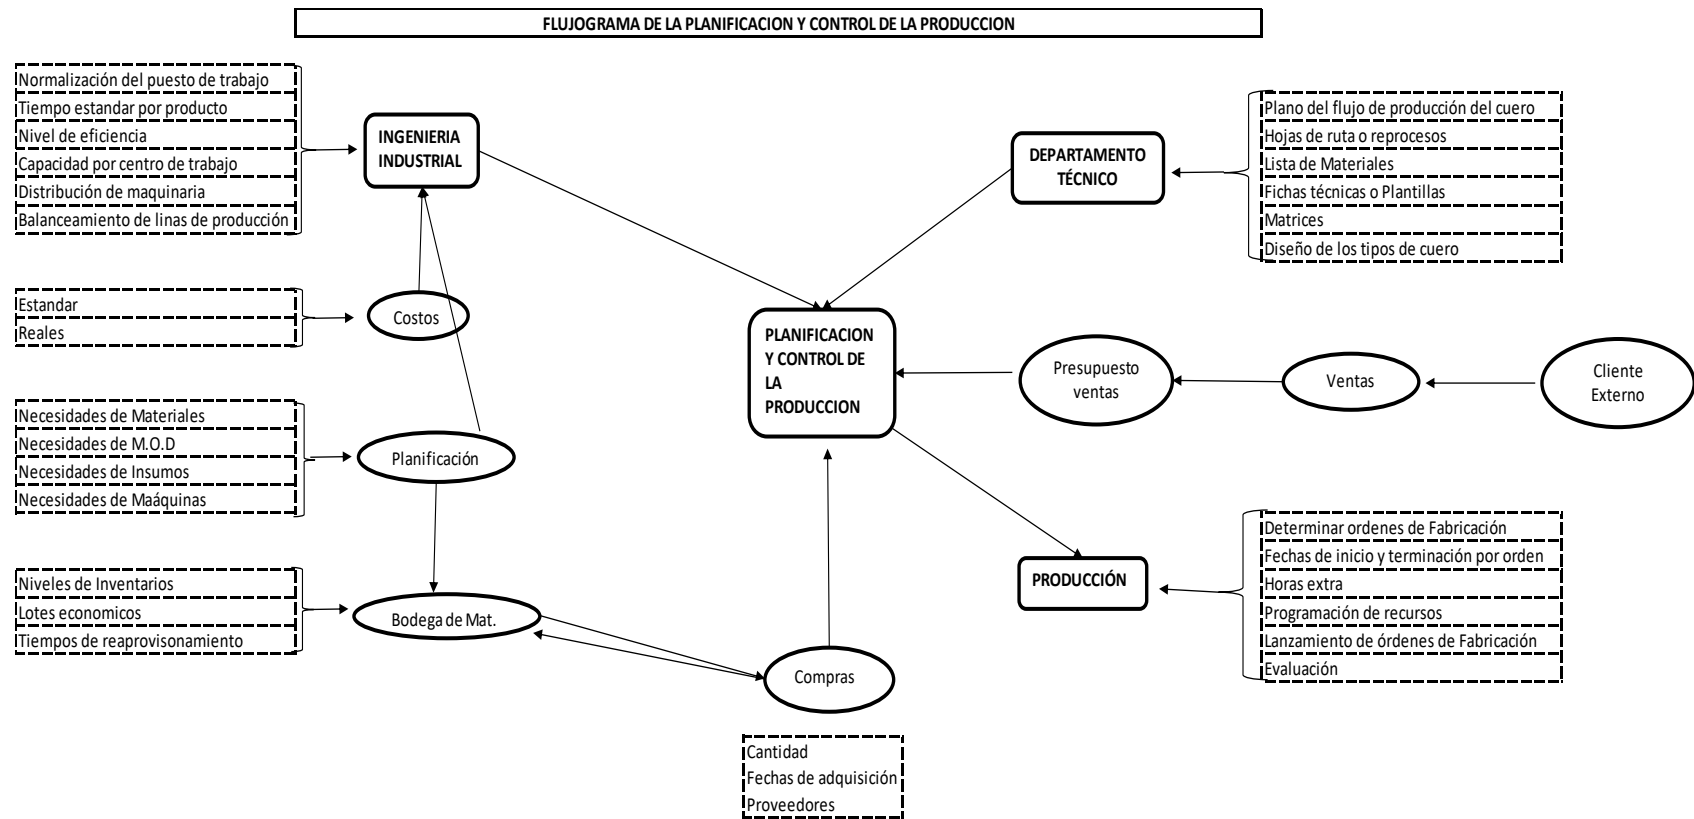 FLUJOGRAMA DE LA PLANIFICACION Y CONTROL DE LA PRODUCCION
Normalización del puesto de trabajo
Tiempo estandar por producto
Nivel de eficiencia
Capacidad por centro de trabajo
Distribución de maquinaria
Balanceamiento de linas de producción
INGENIERIA
INDUSTRIAL
DEPARTAMENTO
TÉCNICO
Plano del flujo de producción del cuero
Hojas de ruta o reprocesos
Lista de Materiales
Fichas técnicas o Plantillas
Matrices
Diseño de los tipos de cuero
Estandar
Reales
Costos
PLANIFICACION
Y CONTROL DE
LA
PRODUCCION
Presupuesto
ventas
Ventas
Cliente
Externo
Necesidades de Materiales
Necesidades de M.O.D
Necesidades de Insumos
Necesidades de Maáquinas
Planificación
Niveles de Inventarios
Lotes economicos
Tiempos de reaprovisonamiento
Bodega de Mat.
PRODUCCIÓN
Determinar ordenes de Fabricación
Fechas de inicio y terminación por orden
Horas extra
Programación de recursos
Lanzamiento de órdenes de Fabricación
Evaluación
Compras
Cantidad
Fechas de adquisición
Proveedores